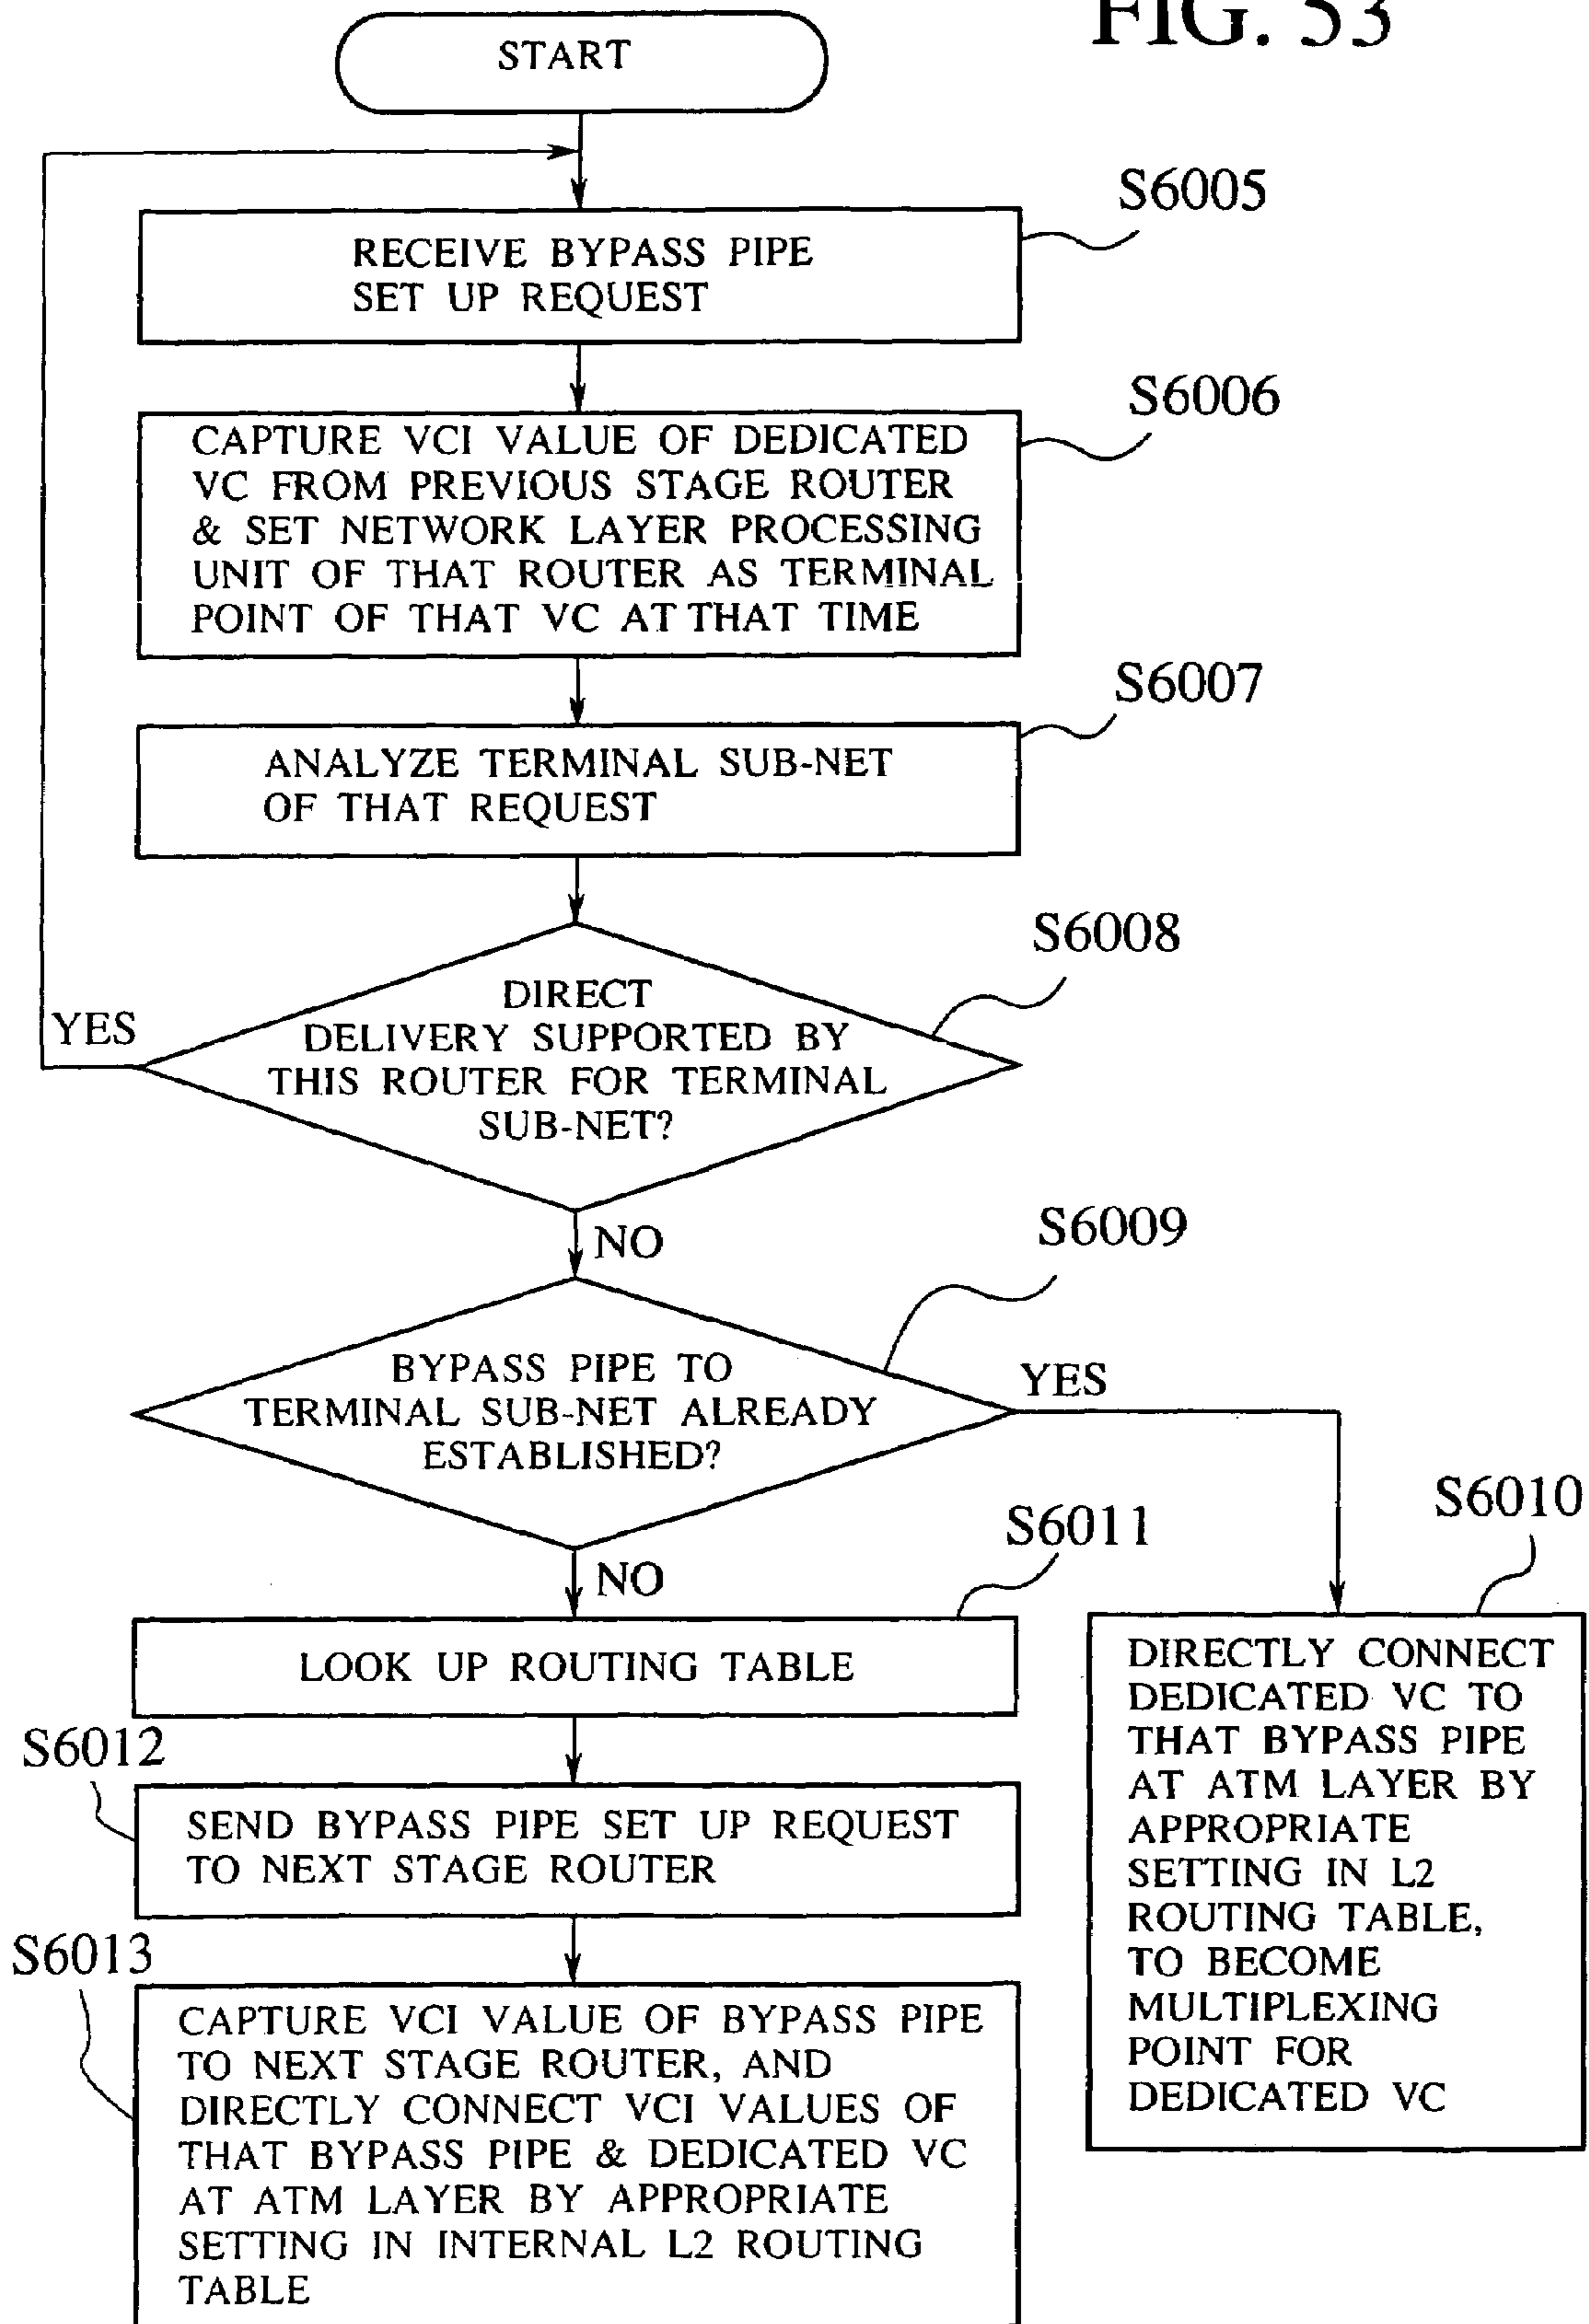 FIG. 53
START
S6005
RECEIVE BYPASS PIPE
SET UP REQUEST
S6006
CAPTURE VCI VALUE OF DEDICATED
VC FROM PREVIOUS STAGE ROUTER
& SET NETWORK LAYER PROCESSING
UNIT OF THAT ROUTER AS TERMINAL
POINT OF THAT VC AT THAT TIME
S6007
ANALYZE TERMINAL SUB-NET
OF THAT REQUEST
S6008
DIRECT
DELIVERY SUPPORTED BY
THIS ROUTER FOR TERMINAL
SUB-NET?
YES
NO
S6009
BYPASS PIPE TO
TERMINAL SUB-NET ALREADY
ESTABLISHED?
YES
NO
S6010
DIRECTLY CONNECT
DEDICATED VC TO
THAT BYPASS PIPE
AT ATM LAYER BY
APPROPRIATE
SETTING IN L2
ROUTING TABLE,
TO BECOME
MULTIPLEXING
POINT FOR
DEDICATED VC
S6011
LOOK UP ROUTING TABLE
S6012
SEND BYPASS PIPE SET UP REQUEST
TO NEXT STAGE ROUTER
S6013
CAPTURE VCI VALUE OF BYPASS PIPE
TO NEXT STAGE ROUTER, AND
DIRECTLY CONNECT VCI VALUES OF
THAT BYPASS PIPE & DEDICATED VC
AT ATM LAYER BY APPROPRIATE
SETTING IN INTERNAL L2 ROUTING
TABLE